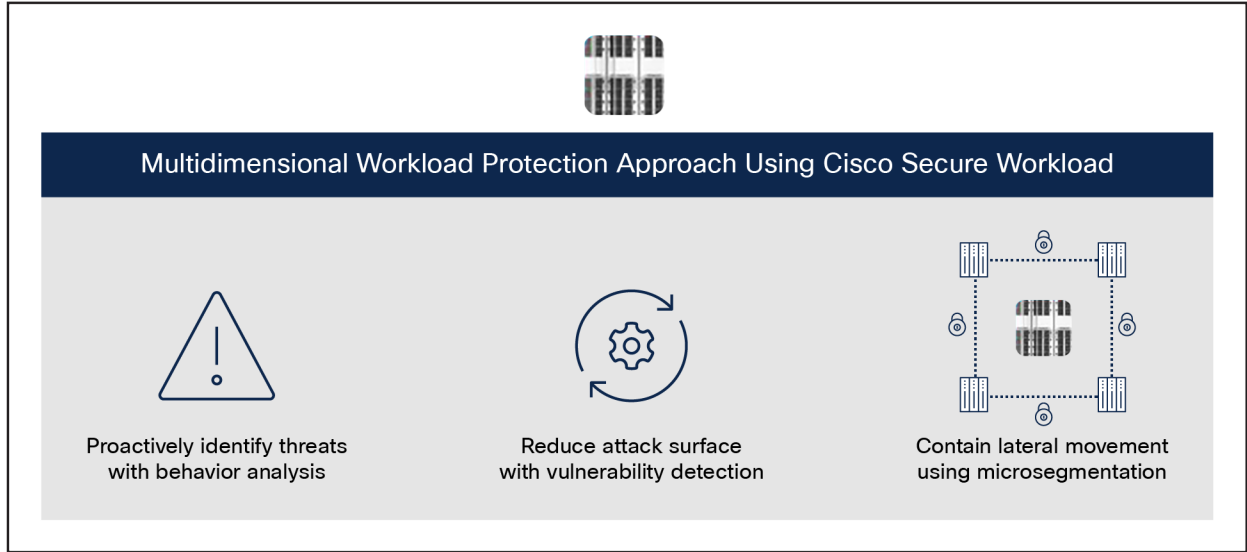 Multidimensional Workload Protection Approach Using Cisco Secure Workload
Proactively identify threats
with behavior analysis
Reduce attack surface
with vulnerability detection
Contain lateral movement
using microsegmentation